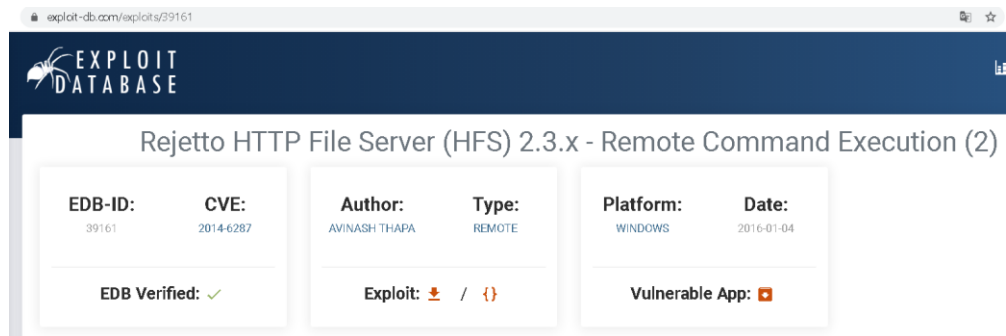 exploit-db.com/exploits/39161
EXPLOIT
DATABASE
Rejetto HTTP File Server (HFS) 2.3.x - Remote Command Execution (2)
EDB-ID: CVE: Author: Type: Platform: Date:
39161 2014-6287 AVINASH THAPA REMOTE WINDOWS 2016-01-04
EDB Verified: ✓ Exploit: / {} Vulnerable App: